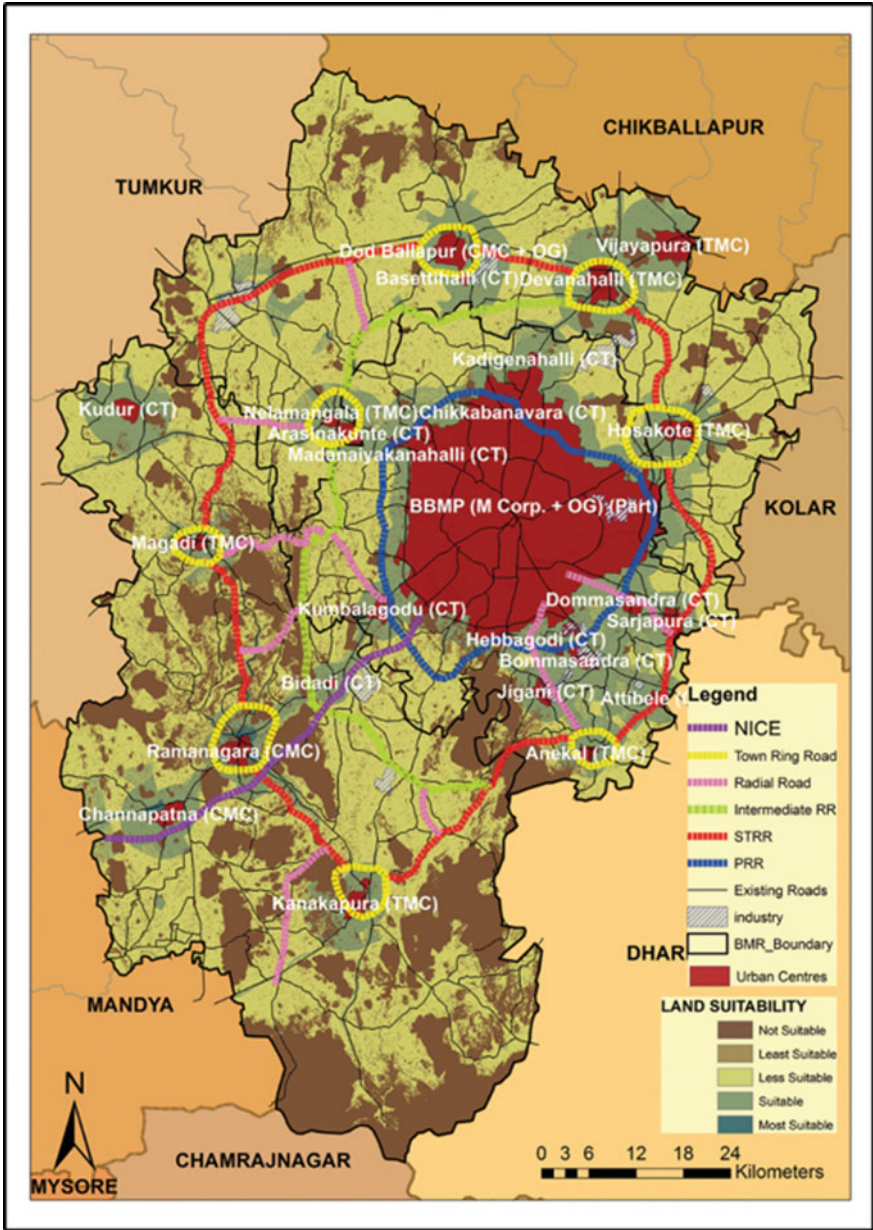 CHIKBALLAPUR
TUMKUR
Vijayapura (TMC)
Dod Ballapur (CMC + OG)
Basettihalli (CT)
Devanahalli (TMC)
Kadigenahalli (CT)
Kudur (CT)
Nelamangala (TMC)
Chikkabanavara (CT)
Arasinakunte (CT)
Hosakote (TMC)
Madanaiyakanahalli (CT)
BBMP (M Corp. + OG) (Part)
KOLAR
Magadi (TMC)
Kumbalagodu (CT)
Dommasandra (CT)
Sarjapura (CT)
Hebbagodi (CT)
Bommasandra (CT)
Bidadi (CT)
Jigani (CT)
Attibele (
Ramanagara (CMC)
Anekal (TMC)
Channapatna (CMC)
Kanakapura (TMC)
DHAR
MANDYA
CHAMRAJNAGAR
MYSORE
N
Legend
NICE
Town Ring Road
Radial Road
Intermediate RR
STRR
PRR
Existing Roads
industry
BMR_Boundary
Urban Centres
LAND SUITABILITY
Not Suitable
Least Suitable
Less Suitable
Suitable
Most Suitable
0 3 6 12 18 24
Kilometers